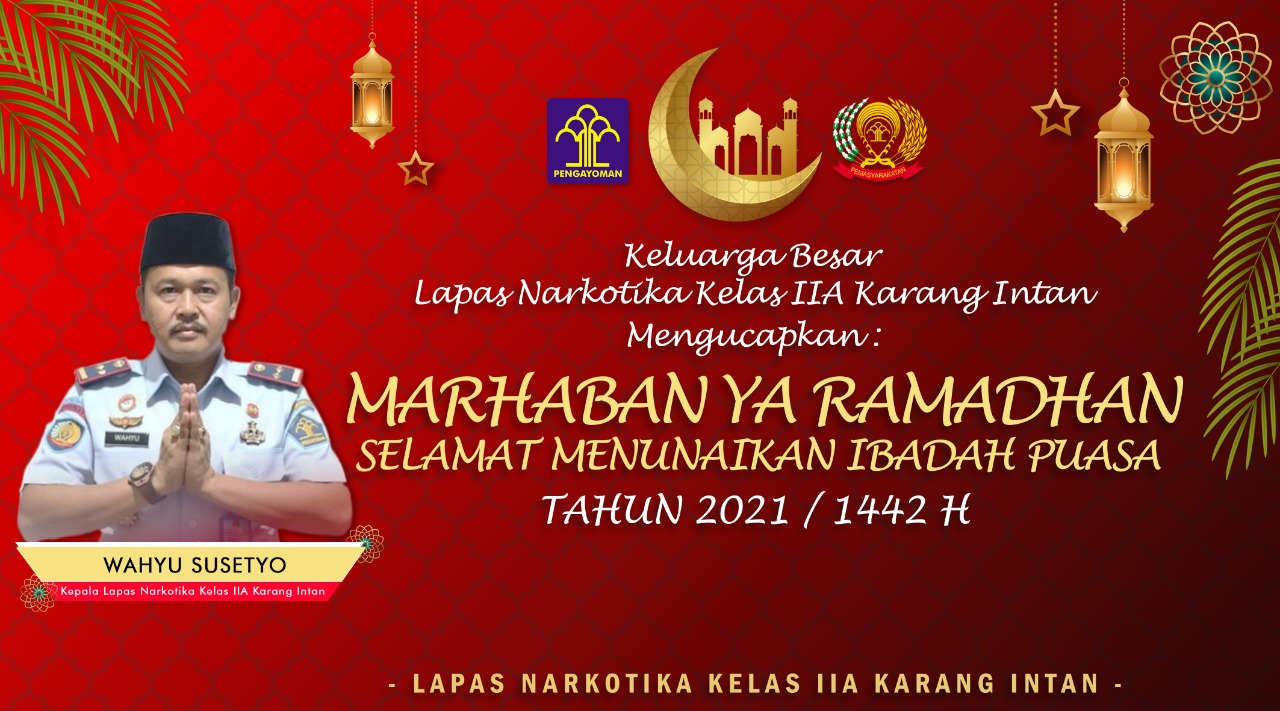 PENGAYOMAN
PEMASYARAKATAN
Keluarga Besar
Lapas Narkotika Kelas IIA Karang Intan
Mengucapkan :
MARHABAN YA RAMADHAN
SELAMAT MENUNAIKAN IBADAH PUASA
TAHUN 2021 / 1442 H
WAHYU
WAHYU SUSETYO
Kepala Lapas Narkotika Kelas IIA Karang Intan
- LAPAS NARKOTIKA KELAS IIA KARANG INTAN -